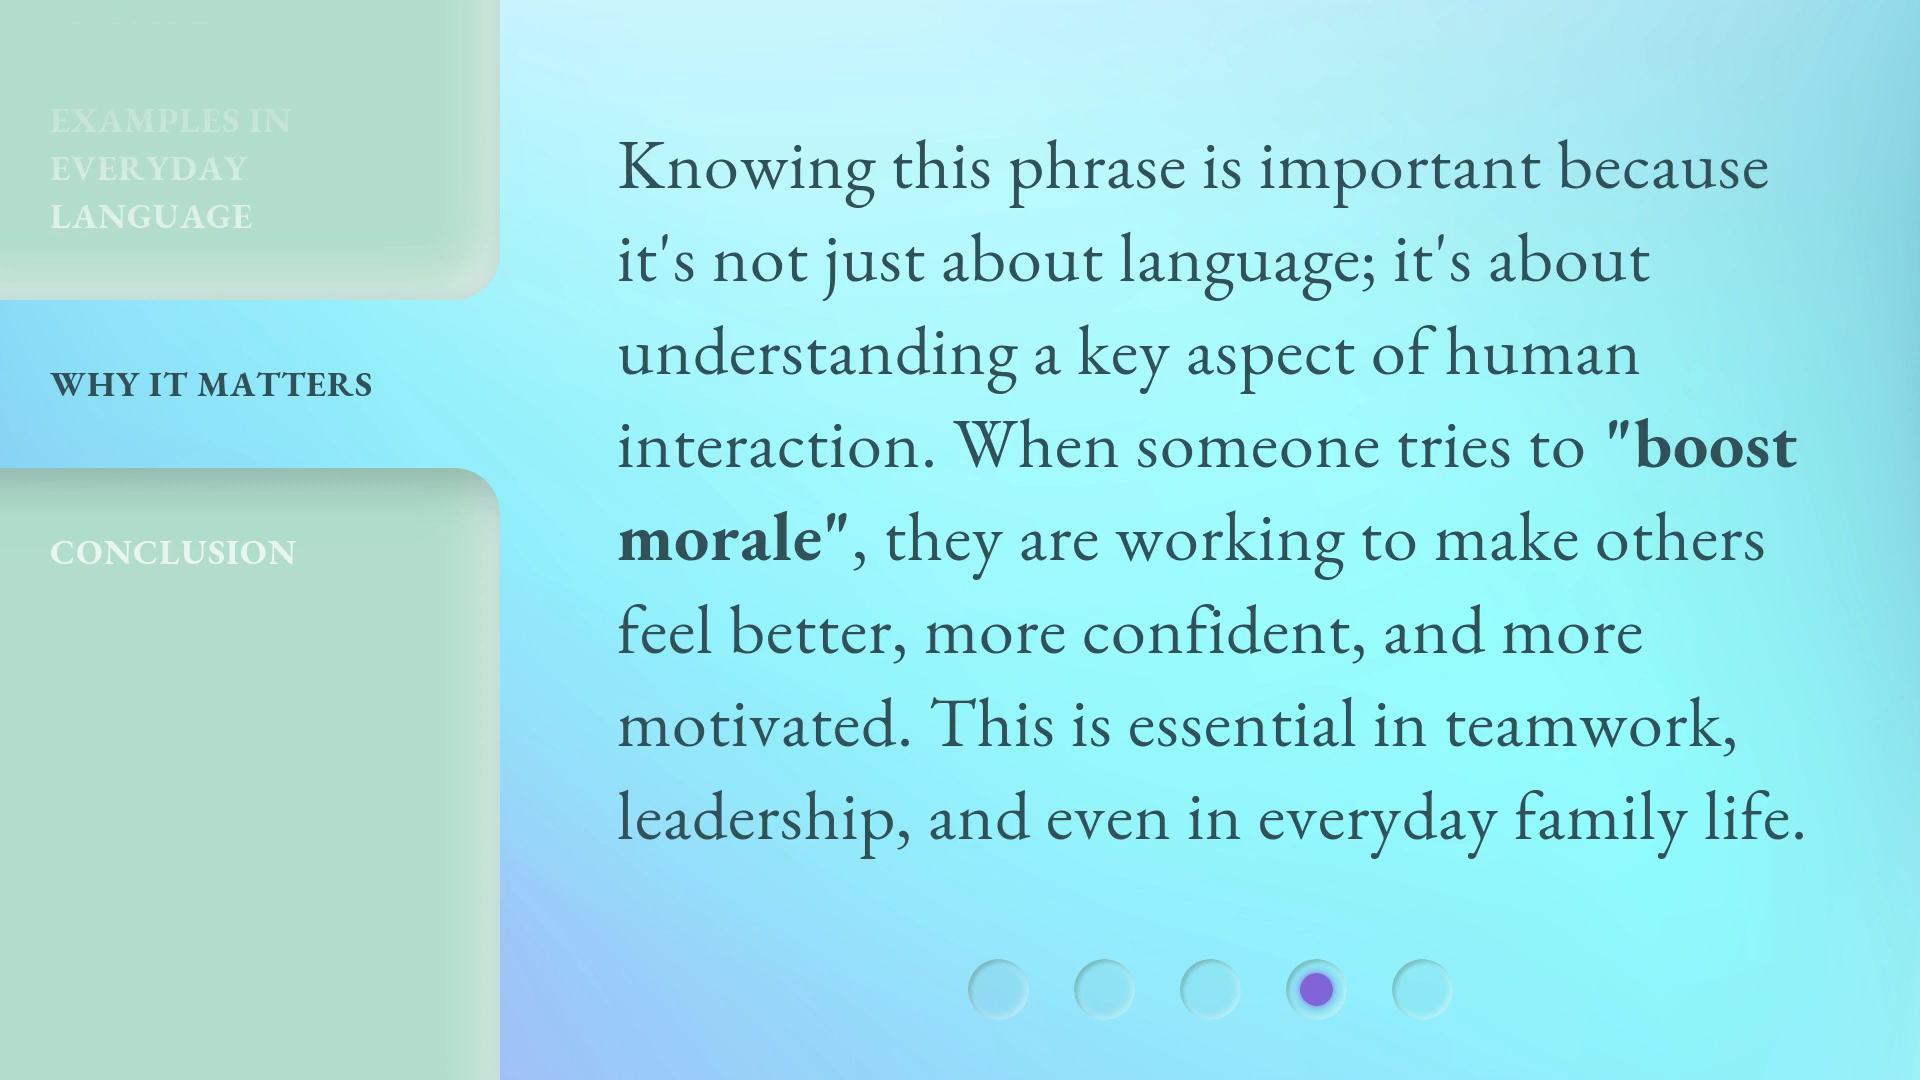 EXAMPLES IN
EVERYDAY
LANGUAGE
WHY IT MATTERS
CONCLUSION
Knowing this phrase is important because
it's not just about language; it's about
understanding a key aspect of human
interaction. When someone tries to "boost
morale", they are working to make others
feel better, more confident, and more
motivated. This is essential in teamwork,
leadership, and even in everyday family life.